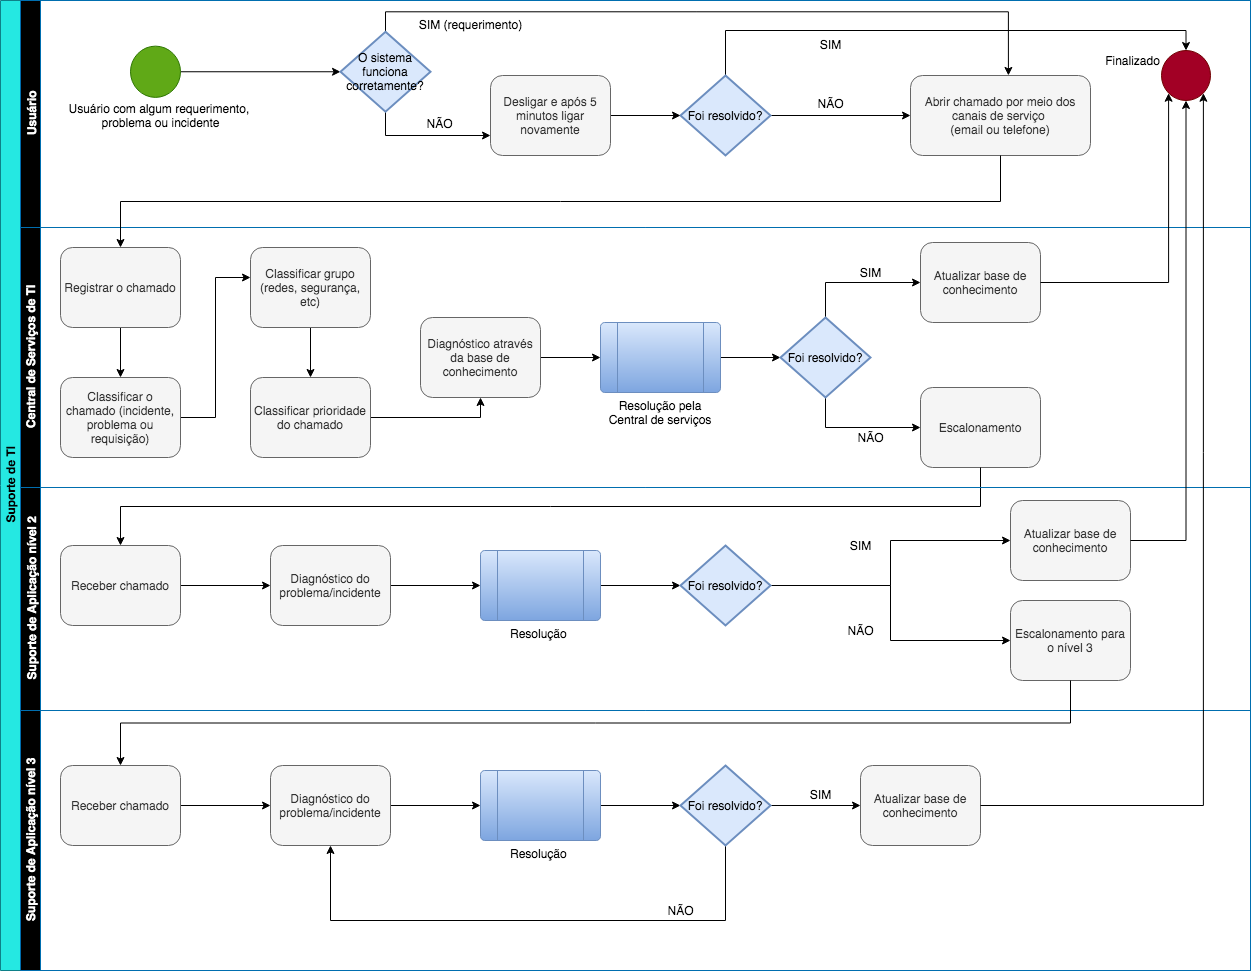 Suporte de TI
Usuário
Usuário com algum requerimento,
problema ou incidente
O sistema
funciona
corretamente?
SIM (requerimento)
NÃO
Desligar e após 5
minutos ligar
novamente
Foi resolvido?
SIM
NÃO
Abrir chamado por meio dos
canais de serviço
(email ou telefone)
Finalizado
Central de Serviços de TI
Registrar o chamado
Classificar o
chamado (incidente,
problema ou
requisição)
Classificar grupo
(redes, segurança,
etc)
Classificar prioridade
do chamado
Diagnóstico através
da base de
conhecimento
Resolução pela
Central de serviços
Foi resolvido?
SIM
Atualizar base de
conhecimento
NÃO
Escalonamento
Suporte de Aplicação nível 2
Receber chamado
Diagnóstico do
problema/incidente
Resolução
Foi resolvido?
SIM
Atualizar base de
conhecimento
NÃO
Escalonamento para
o nível 3
Suporte de Aplicação nível 3
Receber chamado
Diagnóstico do
problema/incidente
Resolução
Foi resolvido?
SIM
Atualizar base de
conhecimento
NÃO